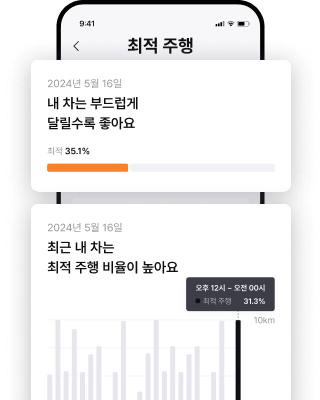 9:41
최적 주행
2024년 5월 16일
내 차는 부드럽게
달릴수록 좋아요
최적 35.1%
2024년 5월 16일
최근 내 차는
최적 주행 비율이 높아요
오후 12시 – 오전 00시
최적 주행 31.3%
10km